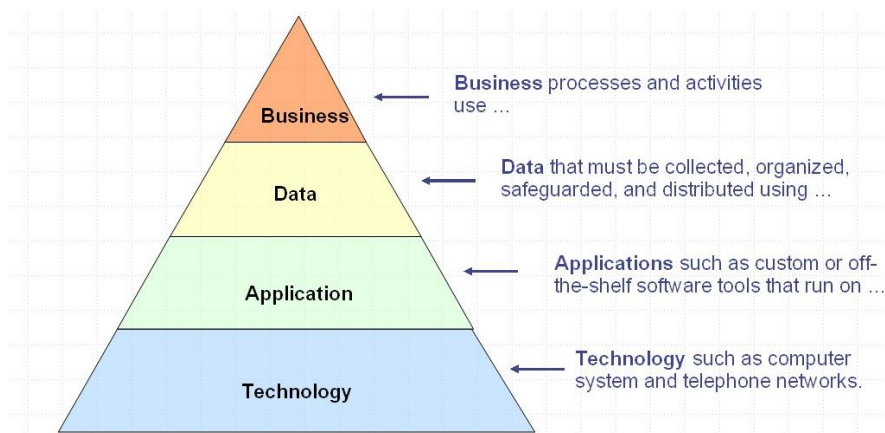 Business
Business processes and activities
use ...
Data
Data that must be collected, organized,
safeguarded, and distributed using ...
Application
Applications such as custom or off-
the-shelf software tools that run on ...
Technology
Technology such as computer
system and telephone networks.